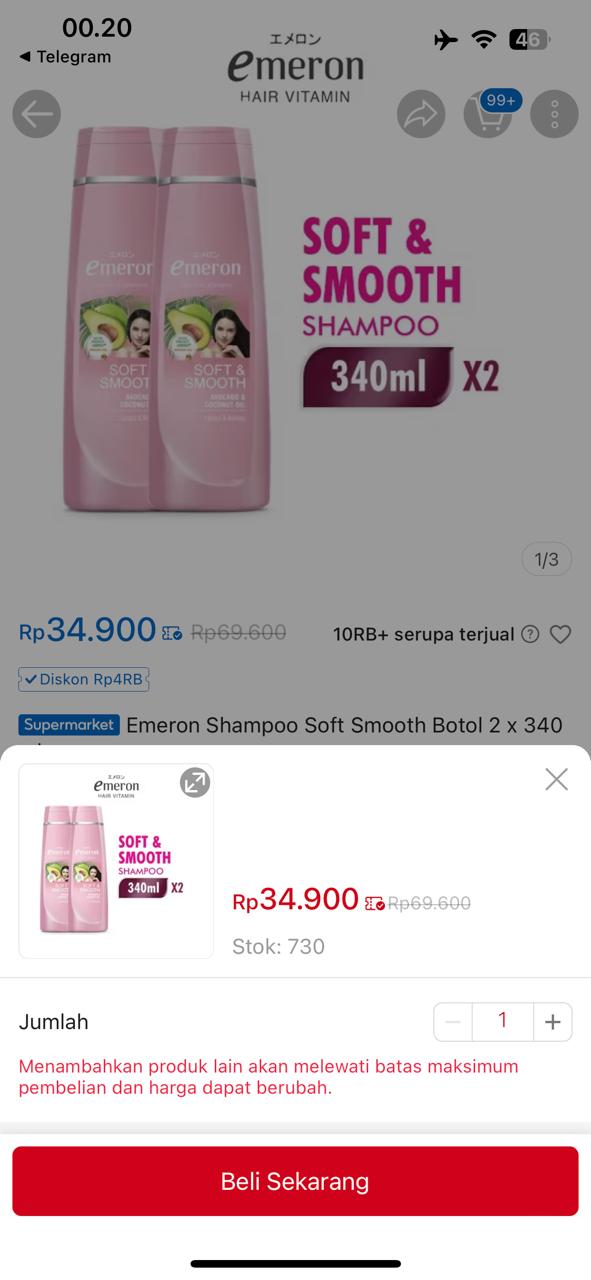 00.20
46
◀ Telegram
エメロン
emeron
HAIR VITAMIN
99+
エメロン
emeron
SOFT &
SMOOTH
AVOCADO &
COCONUT OIL
SOFT &
SMOOTH
SHAMPOO
340ml X2
1/3
Rp34.900 Rp69.600
10RB+ serupa terjual ?
Diskon Rp4RB
Supermarket Emeron Shampoo Soft Smooth Botol 2 x 340
エメロン
emeron
HAIR VITAMIN
SOFT &
SMOOTH
SHAMPOO
340ml X2
Rp34.900 Rp69.600
Stok: 730
Jumlah
− 1 +
Menambahkan produk lain akan melewati batas maksimum
pembelian dan harga dapat berubah.
Beli Sekarang